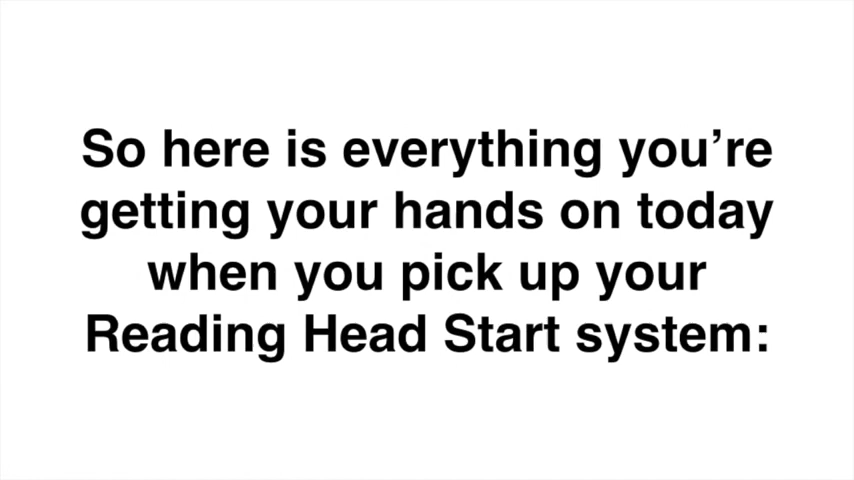 So here is everything you’re
getting your hands on today
when you pick up your
Reading Head Start system: